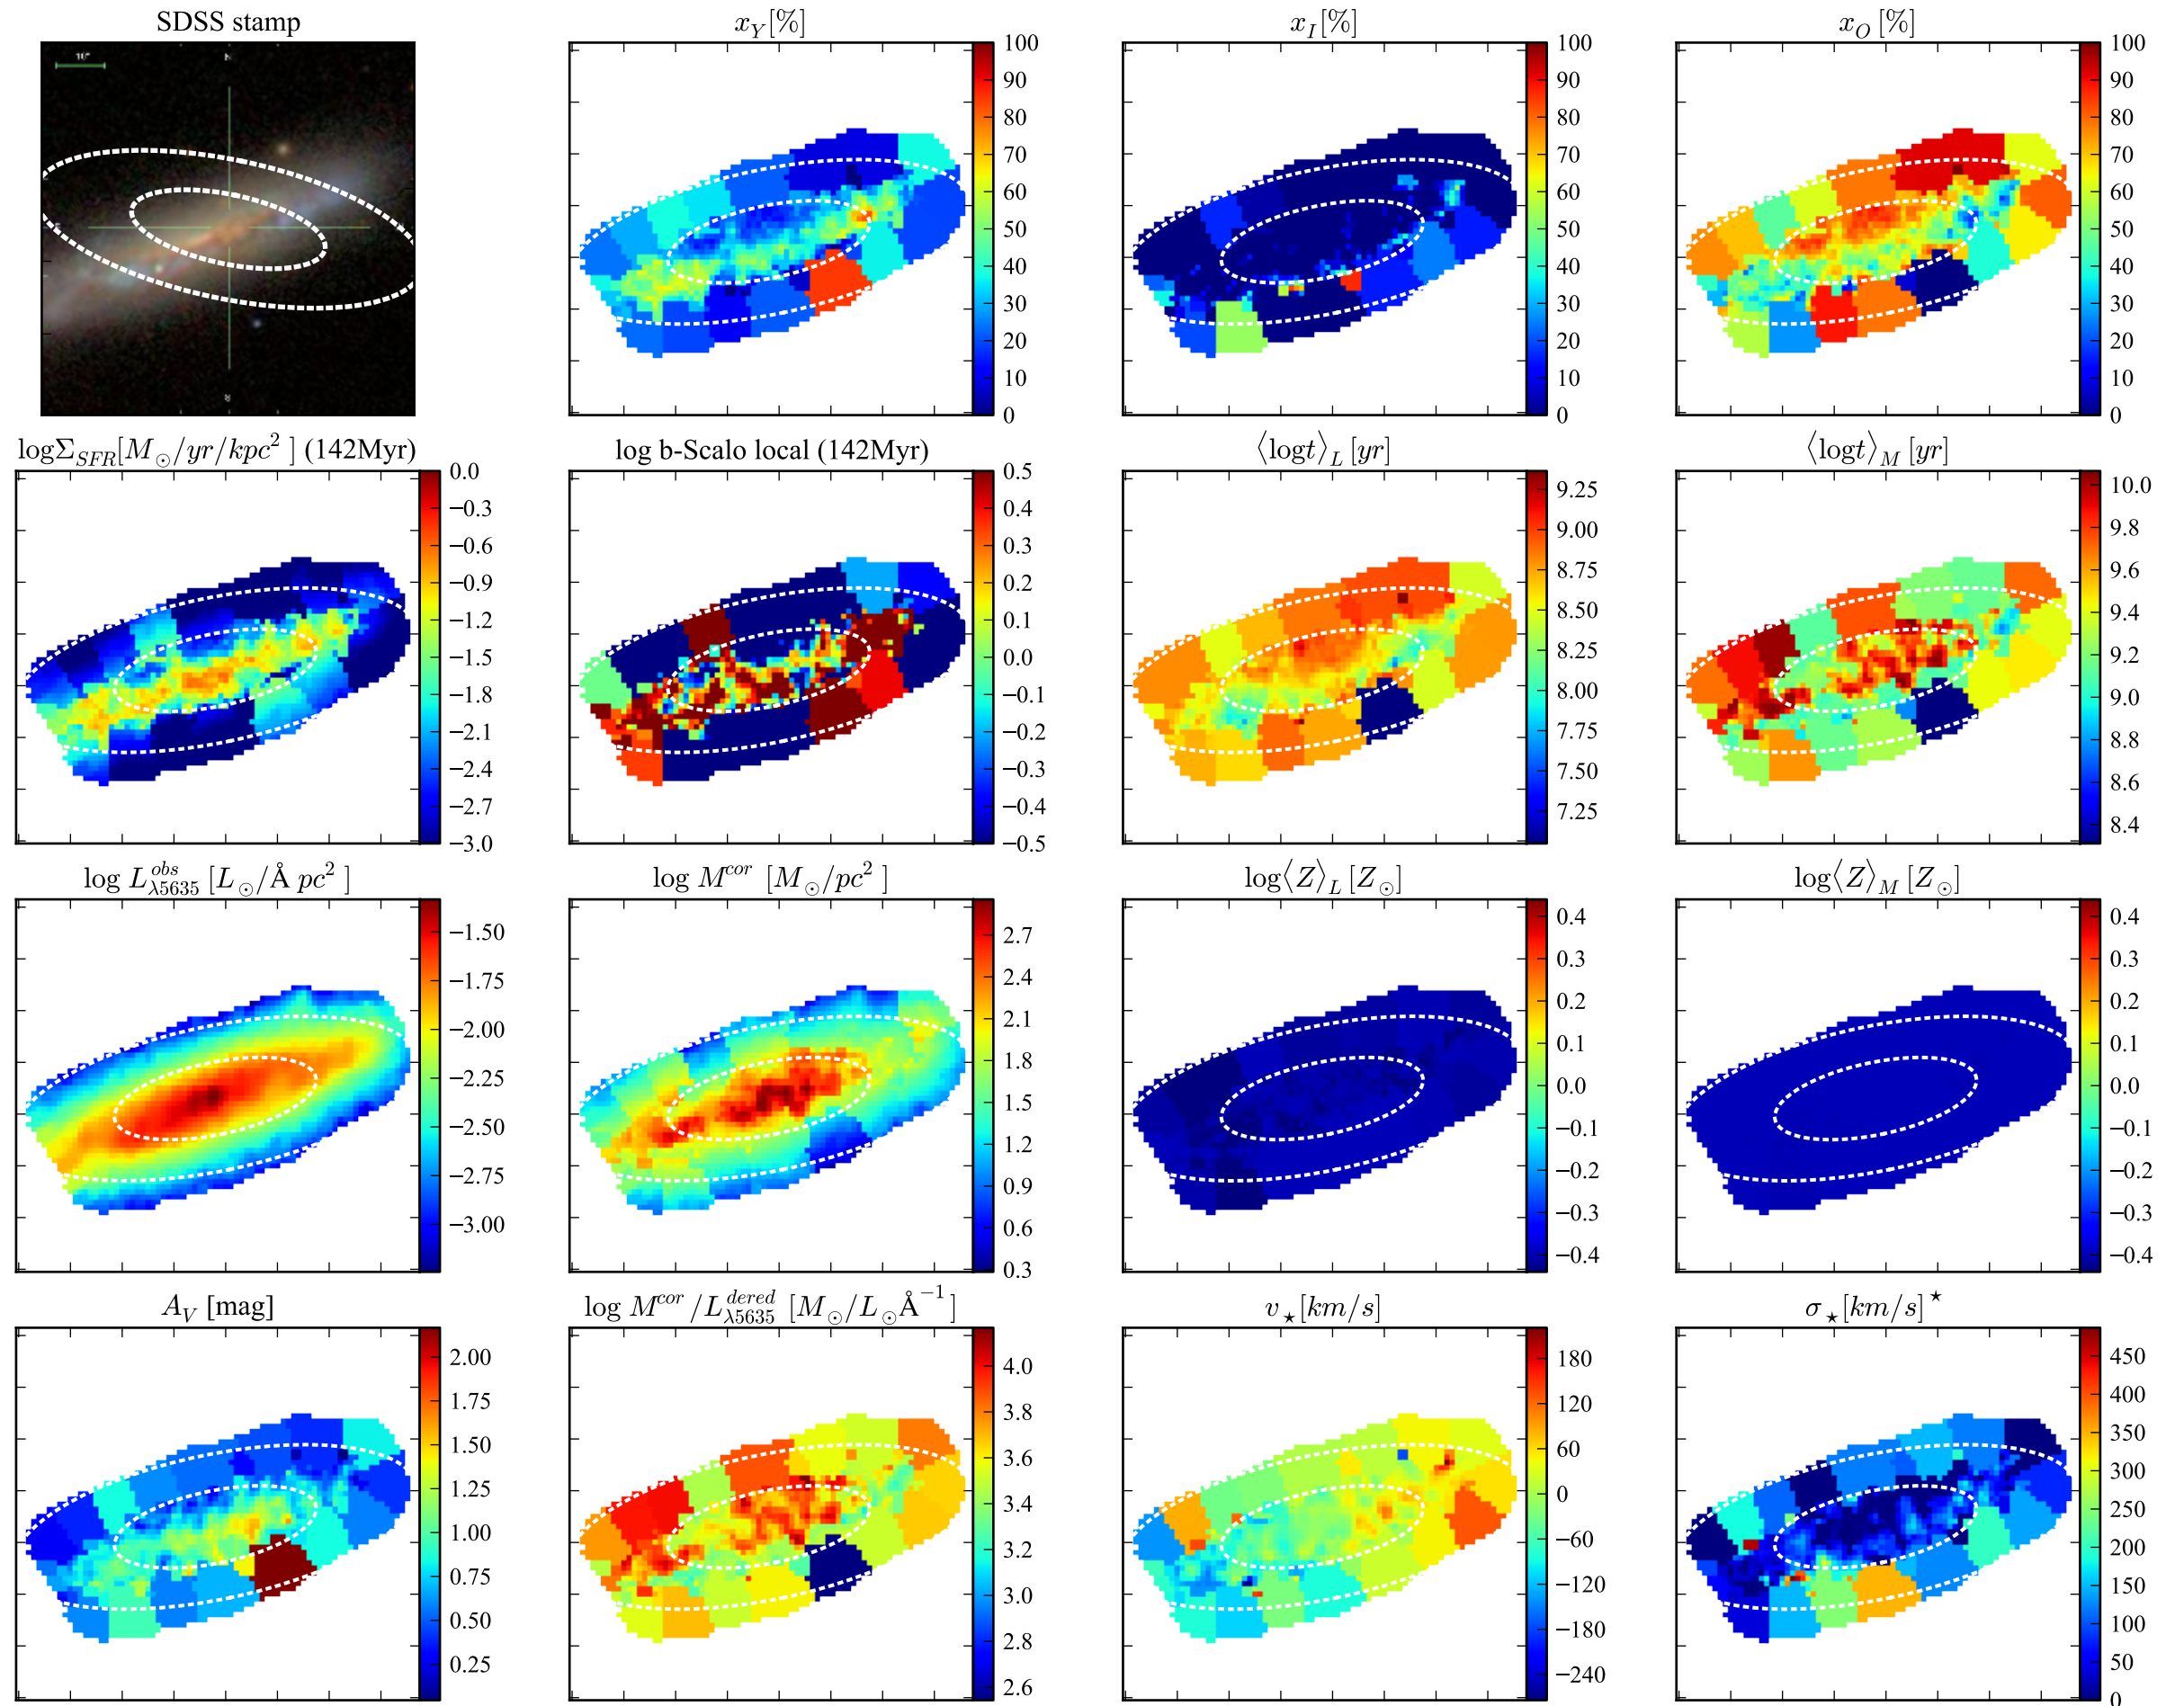 SDSS stamp
x_Y [%]
x_I [%]
x_O [%]
10"
N
100 90 80 70 60 50 40 30 20 10 0
100 90 80 70 60 50 40 30 20 10 0
100 90 80 70 60 50 40 30 20 10 0
logΣ_SFR [M_⊙/yr/kpc²] (142Myr)
log b-Scalo local (142Myr)
⟨logt⟩_L [yr]
⟨logt⟩_M [yr]
0.0 −0.3 −0.6 −0.9 −1.2 −1.5 −1.8 −2.1 −2.4 −2.7 −3.0
0.5 0.4 0.3 0.2 0.1 0.0 −0.1 −0.2 −0.3 −0.4 −0.5
9.25 9.00 8.75 8.50 8.25 8.00 7.75 7.50 7.25
10.0 9.8 9.6 9.4 9.2 9.0 8.8 8.6 8.4
log L^obs_λ5635 [L_⊙/Å pc²]
log M^cor [M_⊙/pc²]
log⟨Z⟩_L [Z_⊙]
log⟨Z⟩_M [Z_⊙]
−1.50 −1.75 −2.00 −2.25 −2.50 −2.75 −3.00
2.7 2.4 2.1 1.8 1.5 1.2 0.9 0.6 0.3
0.4 0.3 0.2 0.1 0.0 −0.1 −0.2 −0.3 −0.4
0.4 0.3 0.2 0.1 0.0 −0.1 −0.2 −0.3 −0.4
A_V [mag]
log M^cor/L^dered_λ5635 [M_⊙/L_⊙Å⁻¹]
v_⋆ [km/s]
σ_⋆ [km/s]^⋆
2.00 1.75 1.50 1.25 1.00 0.75 0.50 0.25
4.0 3.8 3.6 3.4 3.2 3.0 2.8 2.6
180 120 60 0 −60 −120 −180 −240
450 400 350 300 250 200 150 100 50 0